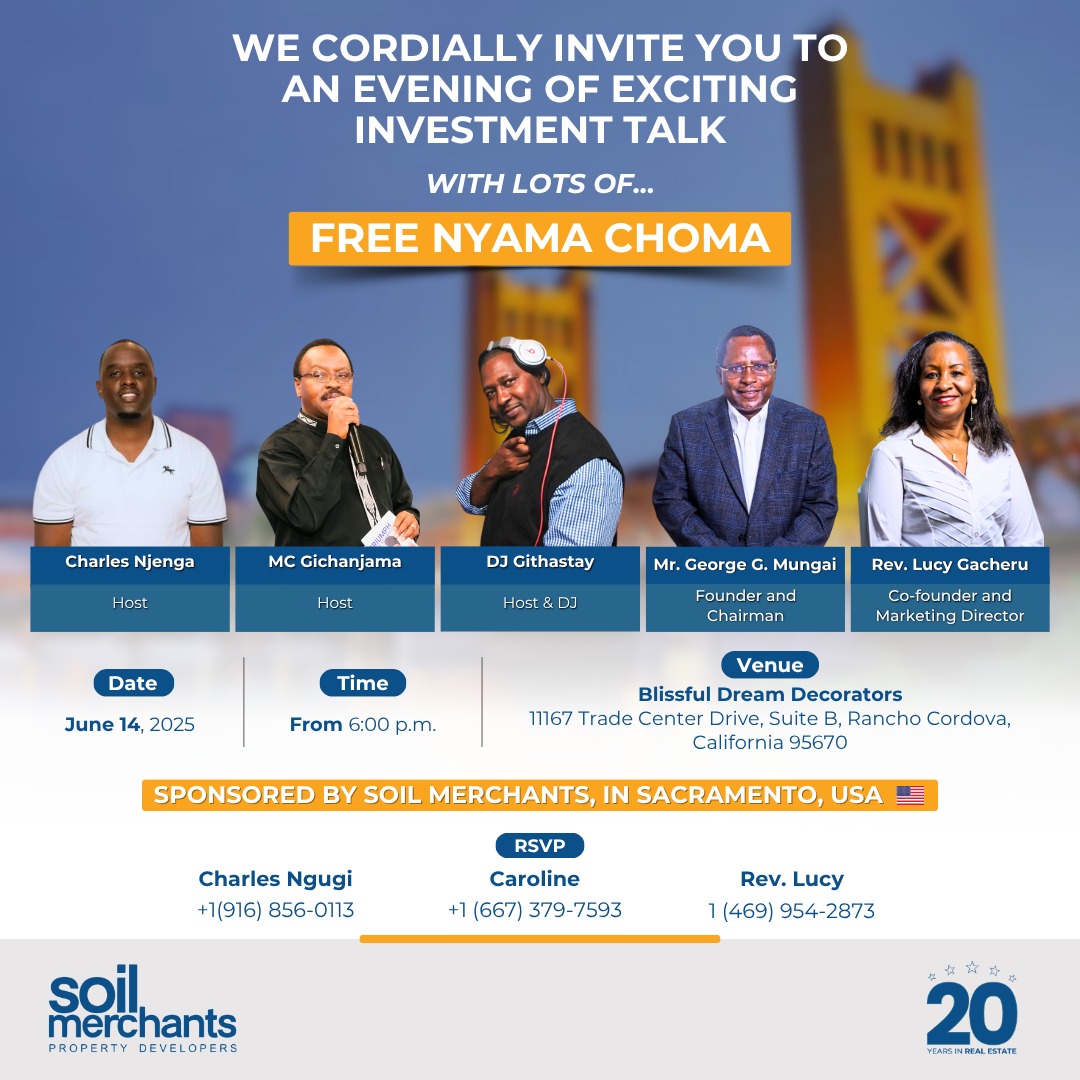 WE CORDIALLY INVITE YOU TO
AN EVENING OF EXCITING
INVESTMENT TALK
WITH LOTS OF...
FREE NYAMA CHOMA
Charles Njenga
Host
MC Gichanjama
Host
DJ Githastay
Host & DJ
Mr. George G. Mungai
Founder and
Chairman
Rev. Lucy Gacheru
Co-founder and
Marketing Director
Date
June 14, 2025
Time
From 6:00 p.m.
Venue
Blissful Dream Decorators
11167 Trade Center Drive, Suite B, Rancho Cordova,
California 95670
SPONSORED BY SOIL MERCHANTS, IN SACRAMENTO, USA
RSVP
Charles Ngugi
+1(916) 856-0113
Caroline
+1 (667) 379-7593
Rev. Lucy
1 (469) 954-2873
soil
merchants
PROPERTY DEVELOPERS
20
YEARS IN REAL ESTATE